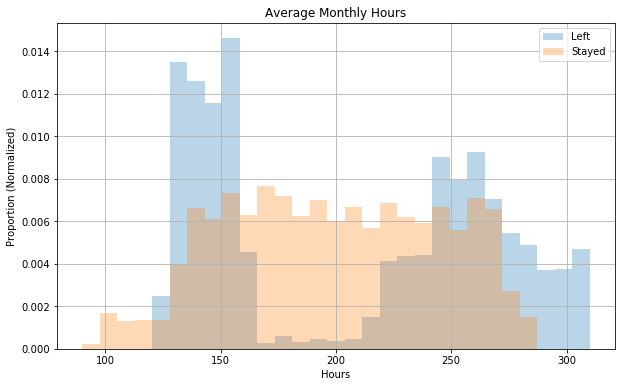 Average Monthly Hours
Left
Stayed
0.014
0.012
0.010
0.008
0.006
0.004
0.002
0.000
Proportion (Normalized)
100
150
200
250
300
Hours